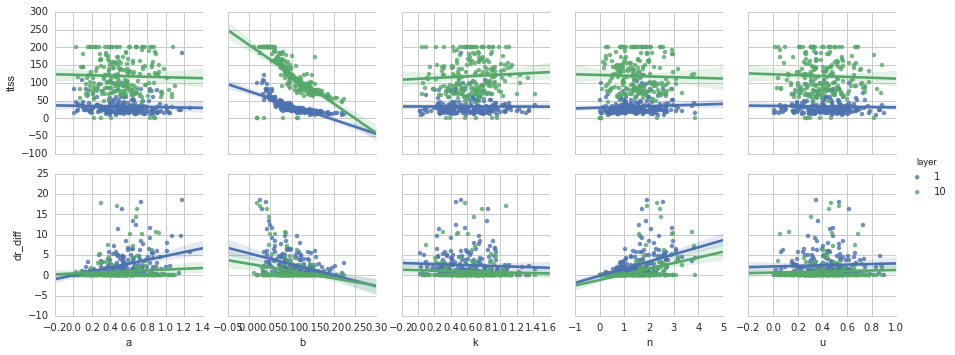 300
250
200
150
100
50
0
−50
−100
ttss
25
20
15
10
5
0
−5
−10
dr_diff
−0.2 0.0 0.2 0.4 0.6 0.8 1.0 1.2 1.4
a
−0.05 0.00 0.05 0.10 0.15 0.20 0.25 0.30
b
−0.2 0.0 0.2 0.4 0.6 0.8 1.0 1.2 1.4 1.6
k
−1 0 1 2 3 4 5
n
−0.2 0.0 0.2 0.4 0.6 0.8 1.0
u
layer
1
10